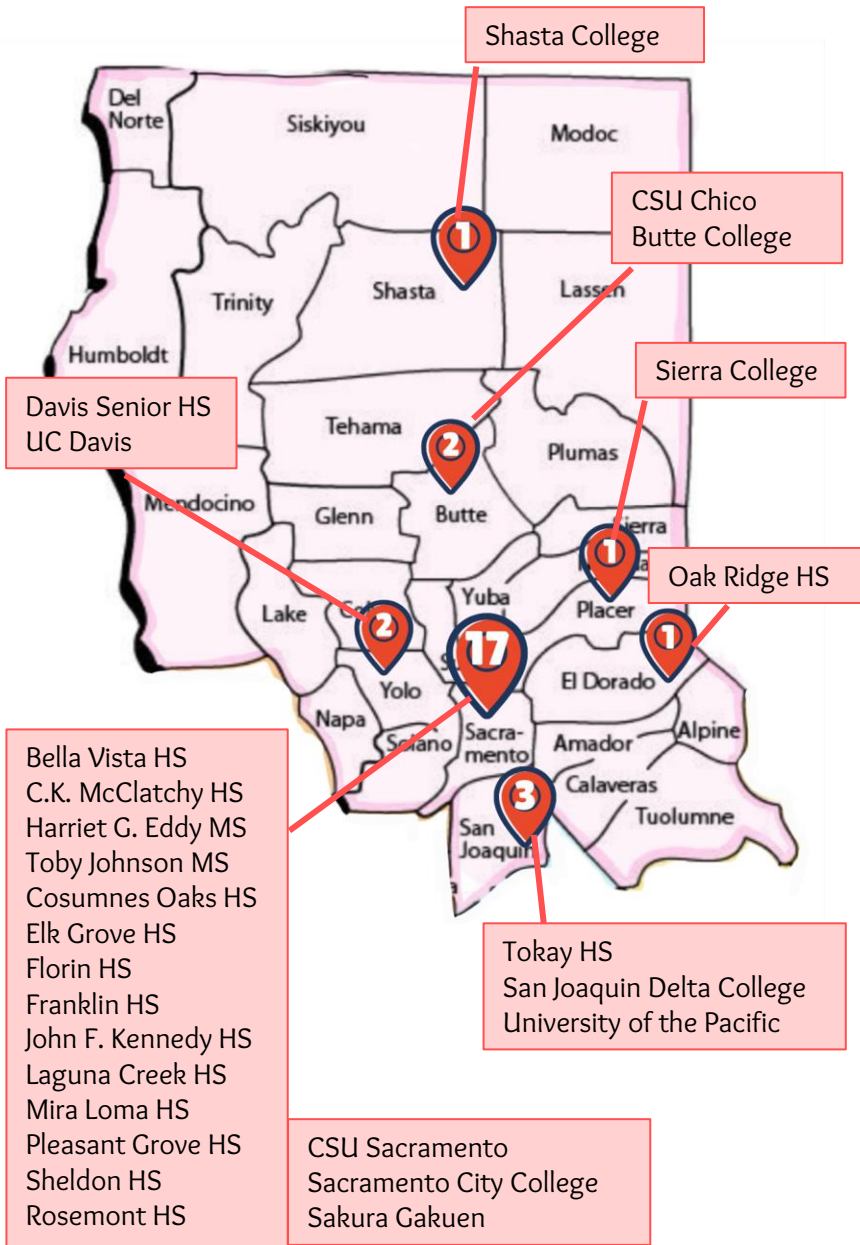 Shasta College
Del
Norte
Siskiyou
Modoc
CSU Chico
Butte College
1
Trinity
Shasta
Lassen
Humboldt
Sierra College
Davis Senior HS
UC Davis
Tehama
2
Plumas
Mendocino
Glenn
Butte
Sierra
1
Oak Ridge HS
Lake
Yuba
Placer
2
17
1
Yolo
El Dorado
Napa
Solano
Sacra-
mento
Amador
Alpine
Calaveras
3
Tuolumne
San
Joaquin
Bella Vista HS
C.K. McClatchy HS
Harriet G. Eddy MS
Toby Johnson MS
Cosumnes Oaks HS
Elk Grove HS
Florin HS
Franklin HS
John F. Kennedy HS
Laguna Creek HS
Mira Loma HS
Pleasant Grove HS
Sheldon HS
Rosemont HS
Tokay HS
San Joaquin Delta College
University of the Pacific
CSU Sacramento
Sacramento City College
Sakura Gakuen